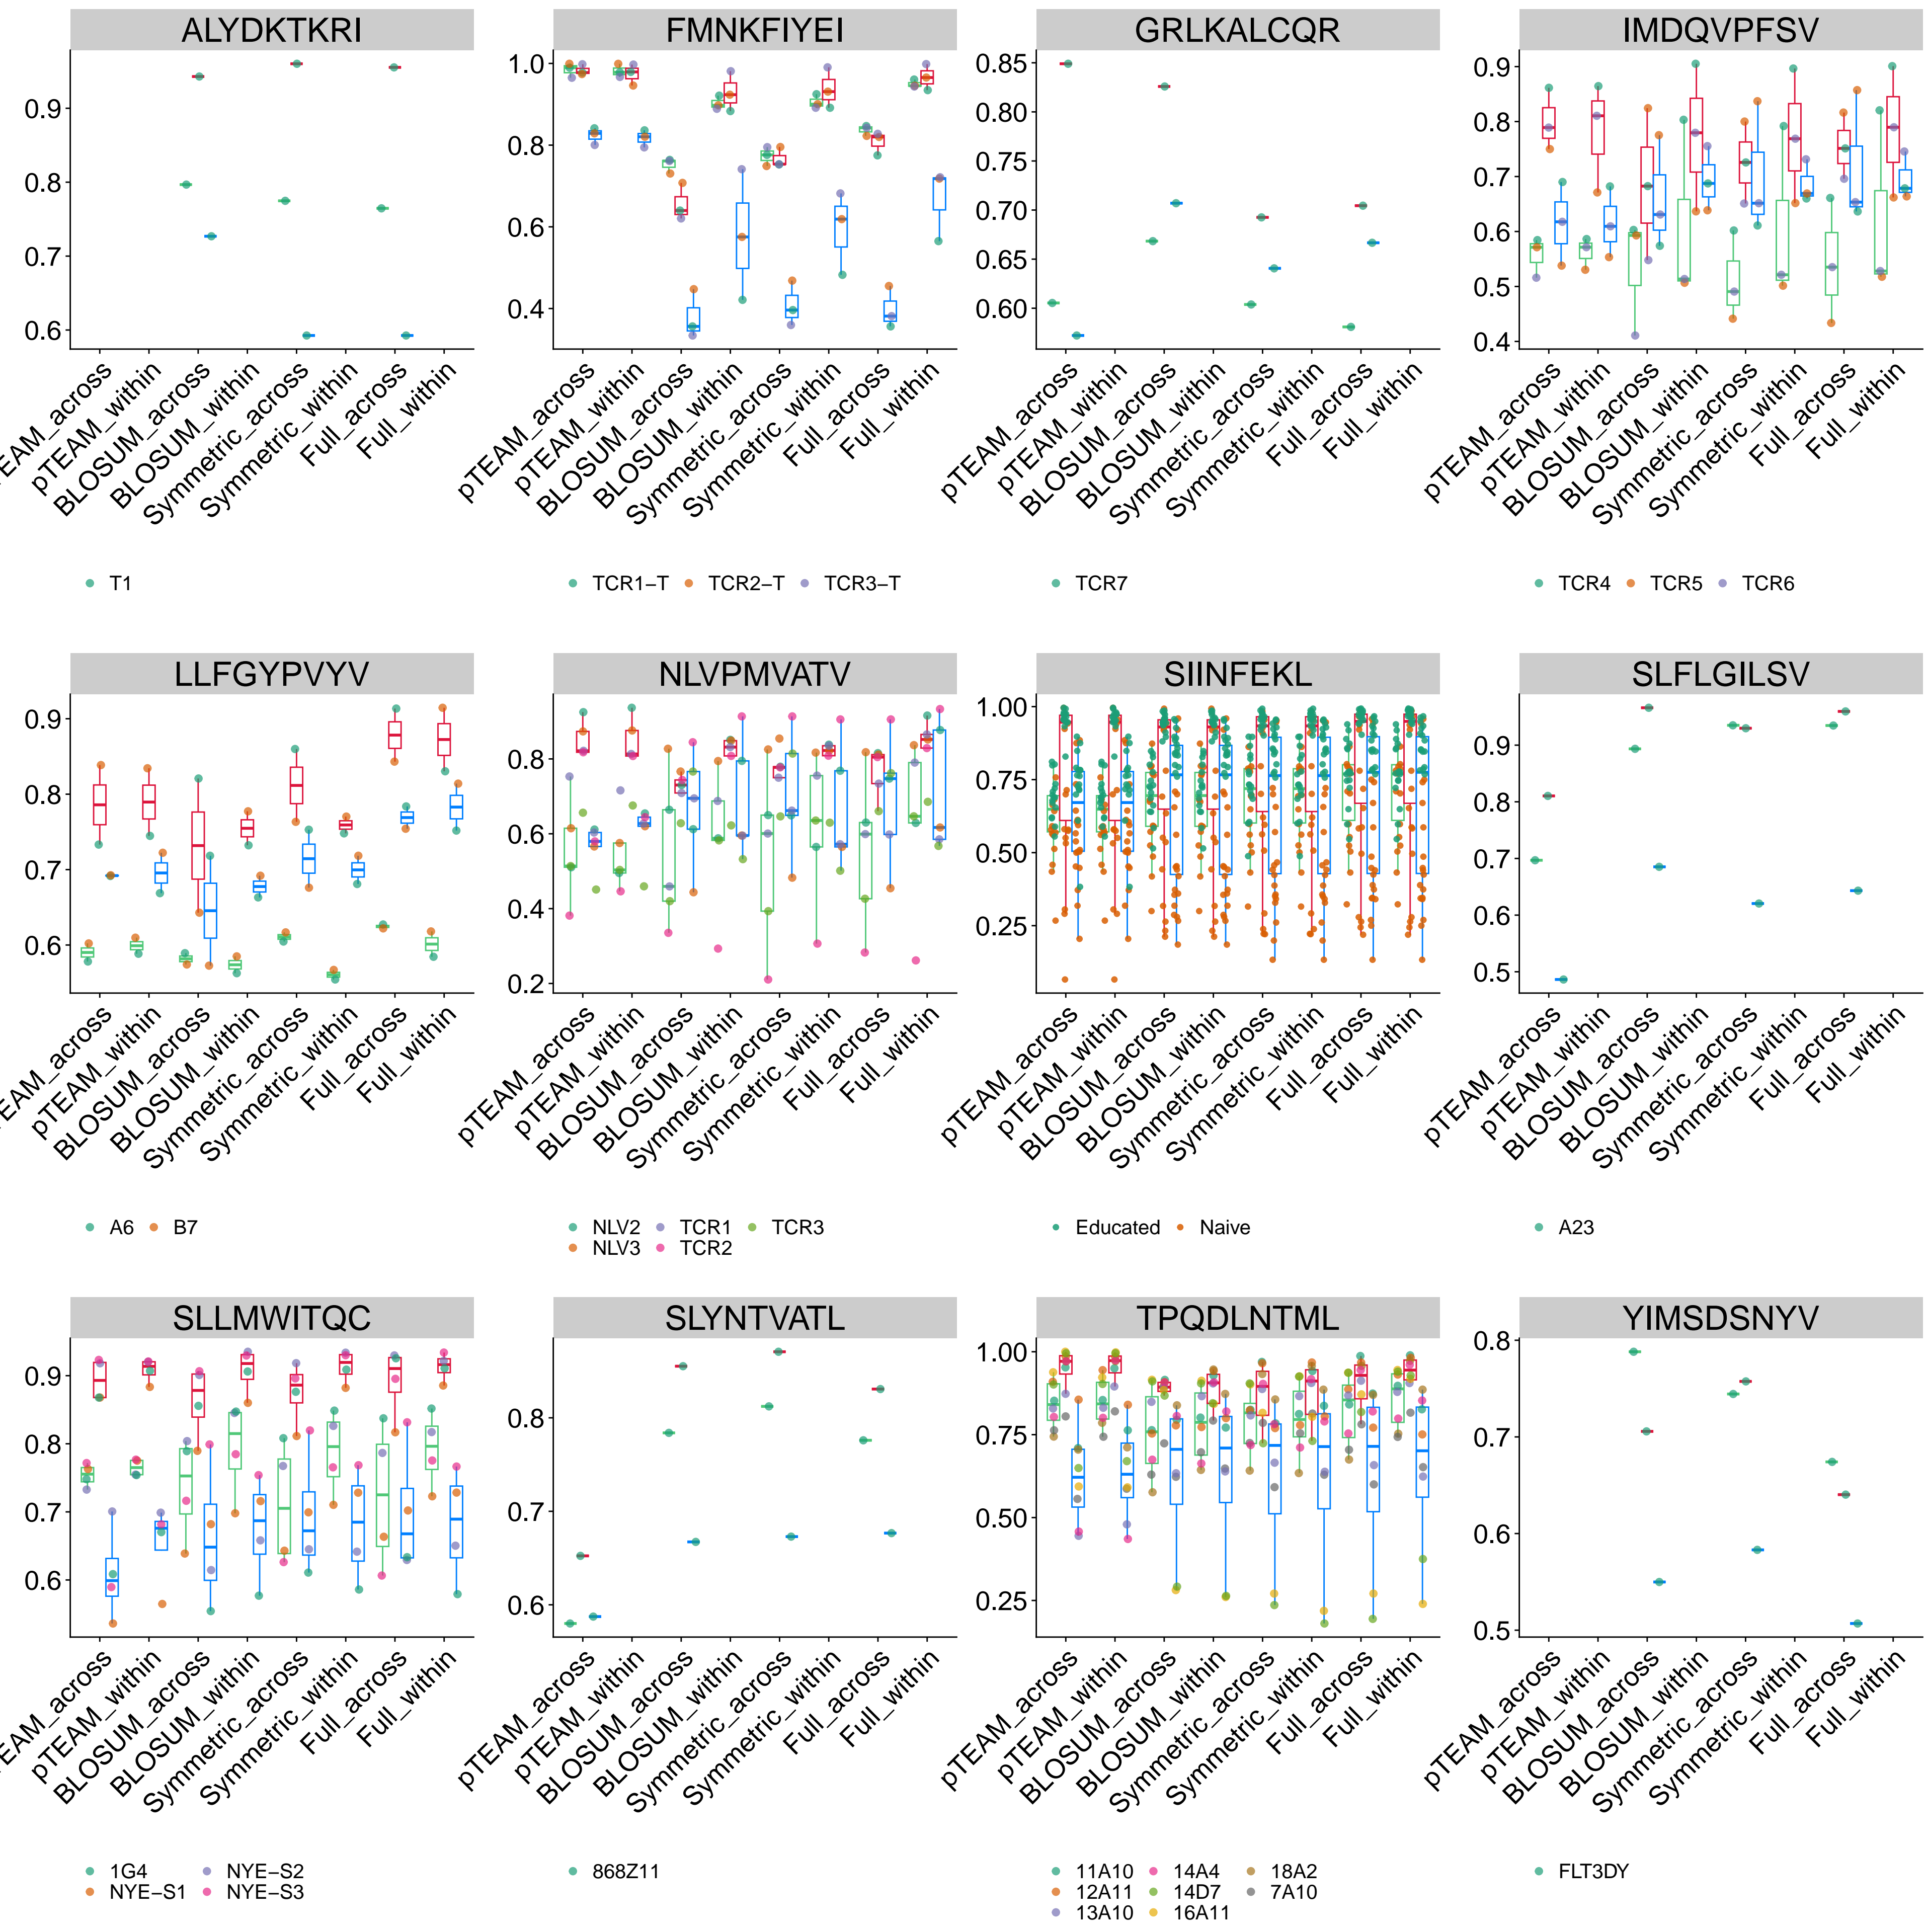 ALYDKTKRI
FMNKFIYEI
GRLKALCQR
IMDQVPFSV
0.9
0.8
0.7
0.6
1.0
0.8
0.6
0.4
0.85
0.80
0.75
0.70
0.65
0.60
0.9
0.8
0.7
0.6
0.5
0.4
TEAM_across
pTEAM_within
BLOSUM_across
BLOSUM_within
Symmetric_across
Symmetric_within
Full_across
Full_within
pTEAM_across
pTEAM_within
BLOSUM_across
BLOSUM_within
Symmetric_across
Symmetric_within
Full_across
Full_within
pTEAM_across
pTEAM_within
BLOSUM_across
BLOSUM_within
Symmetric_across
Symmetric_within
Full_across
Full_within
pTEAM_across
pTEAM_within
BLOSUM_across
BLOSUM_within
Symmetric_across
Symmetric_within
Full_across
Full_within
T1
TCR1−T TCR2−T TCR3−T
TCR7
TCR4 TCR5 TCR6
LLFGYPVYV
NLVPMVATV
SIINFEKL
SLFLGILSV
0.9
0.8
0.7
0.6
0.8
0.6
0.4
0.2
1.00
0.75
0.50
0.25
0.9
0.8
0.7
0.6
0.5
TEAM_across
pTEAM_within
BLOSUM_across
BLOSUM_within
Symmetric_across
Symmetric_within
Full_across
Full_within
pTEAM_across
pTEAM_within
BLOSUM_across
BLOSUM_within
Symmetric_across
Symmetric_within
Full_across
Full_within
pTEAM_across
pTEAM_within
BLOSUM_across
BLOSUM_within
Symmetric_across
Symmetric_within
Full_across
Full_within
pTEAM_across
pTEAM_within
BLOSUM_across
BLOSUM_within
Symmetric_across
Symmetric_within
Full_across
Full_within
A6 B7
NLV2 TCR1 TCR3
NLV3 TCR2
Educated Naive
A23
SLLMWITQC
SLYNTVATL
TPQDLNTML
YIMSDSNYV
0.9
0.8
0.7
0.6
0.8
0.7
0.6
1.00
0.75
0.50
0.25
0.8
0.7
0.6
0.5
TEAM_across
pTEAM_within
BLOSUM_across
BLOSUM_within
Symmetric_across
Symmetric_within
Full_across
Full_within
pTEAM_across
pTEAM_within
BLOSUM_across
BLOSUM_within
Symmetric_across
Symmetric_within
Full_across
Full_within
pTEAM_across
pTEAM_within
BLOSUM_across
BLOSUM_within
Symmetric_across
Symmetric_within
Full_across
Full_within
pTEAM_across
pTEAM_within
BLOSUM_across
BLOSUM_within
Symmetric_across
Symmetric_within
Full_across
Full_within
1G4 NYE−S2
NYE−S1 NYE−S3
868Z11
11A10 14A4 18A2
12A11 14D7 7A10
13A10 16A11
FLT3DY